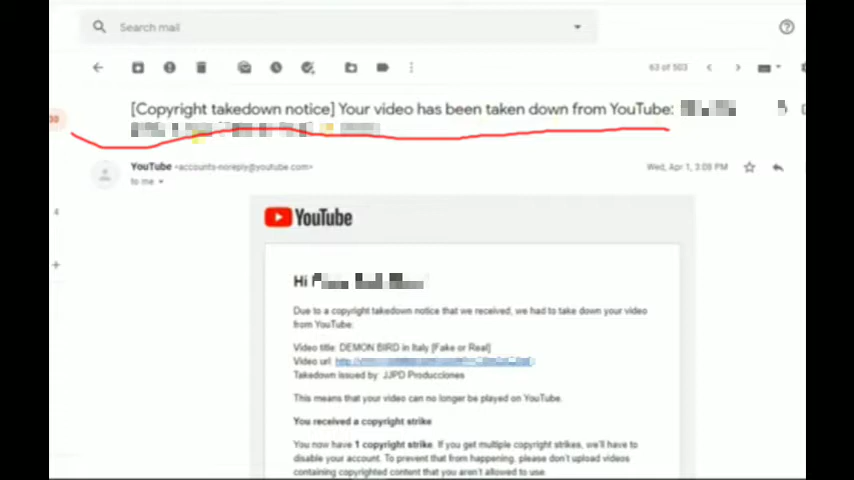 Search mail
63 of 503
[Copyright takedown notice] Your video has been taken down from YouTube:
YouTube <accounts-noreply@youtube.com>
Wed, Apr 1, 3:09 PM
to me
4
YouTube
Hi
Due to a copyright takedown notice that we received, we had to take down your video
from YouTube:
Video title: DEMON BIRD in Italy [Fake or Real]
Video url:
Takedown issued by: JJPD Producciones
This means that your video can no longer be played on YouTube.
You received a copyright strike
You now have 1 copyright strike. If you get multiple copyright strikes, we'll have to
disable your account. To prevent that from happening, please don't upload videos
containing copyrighted content that you aren't allowed to use